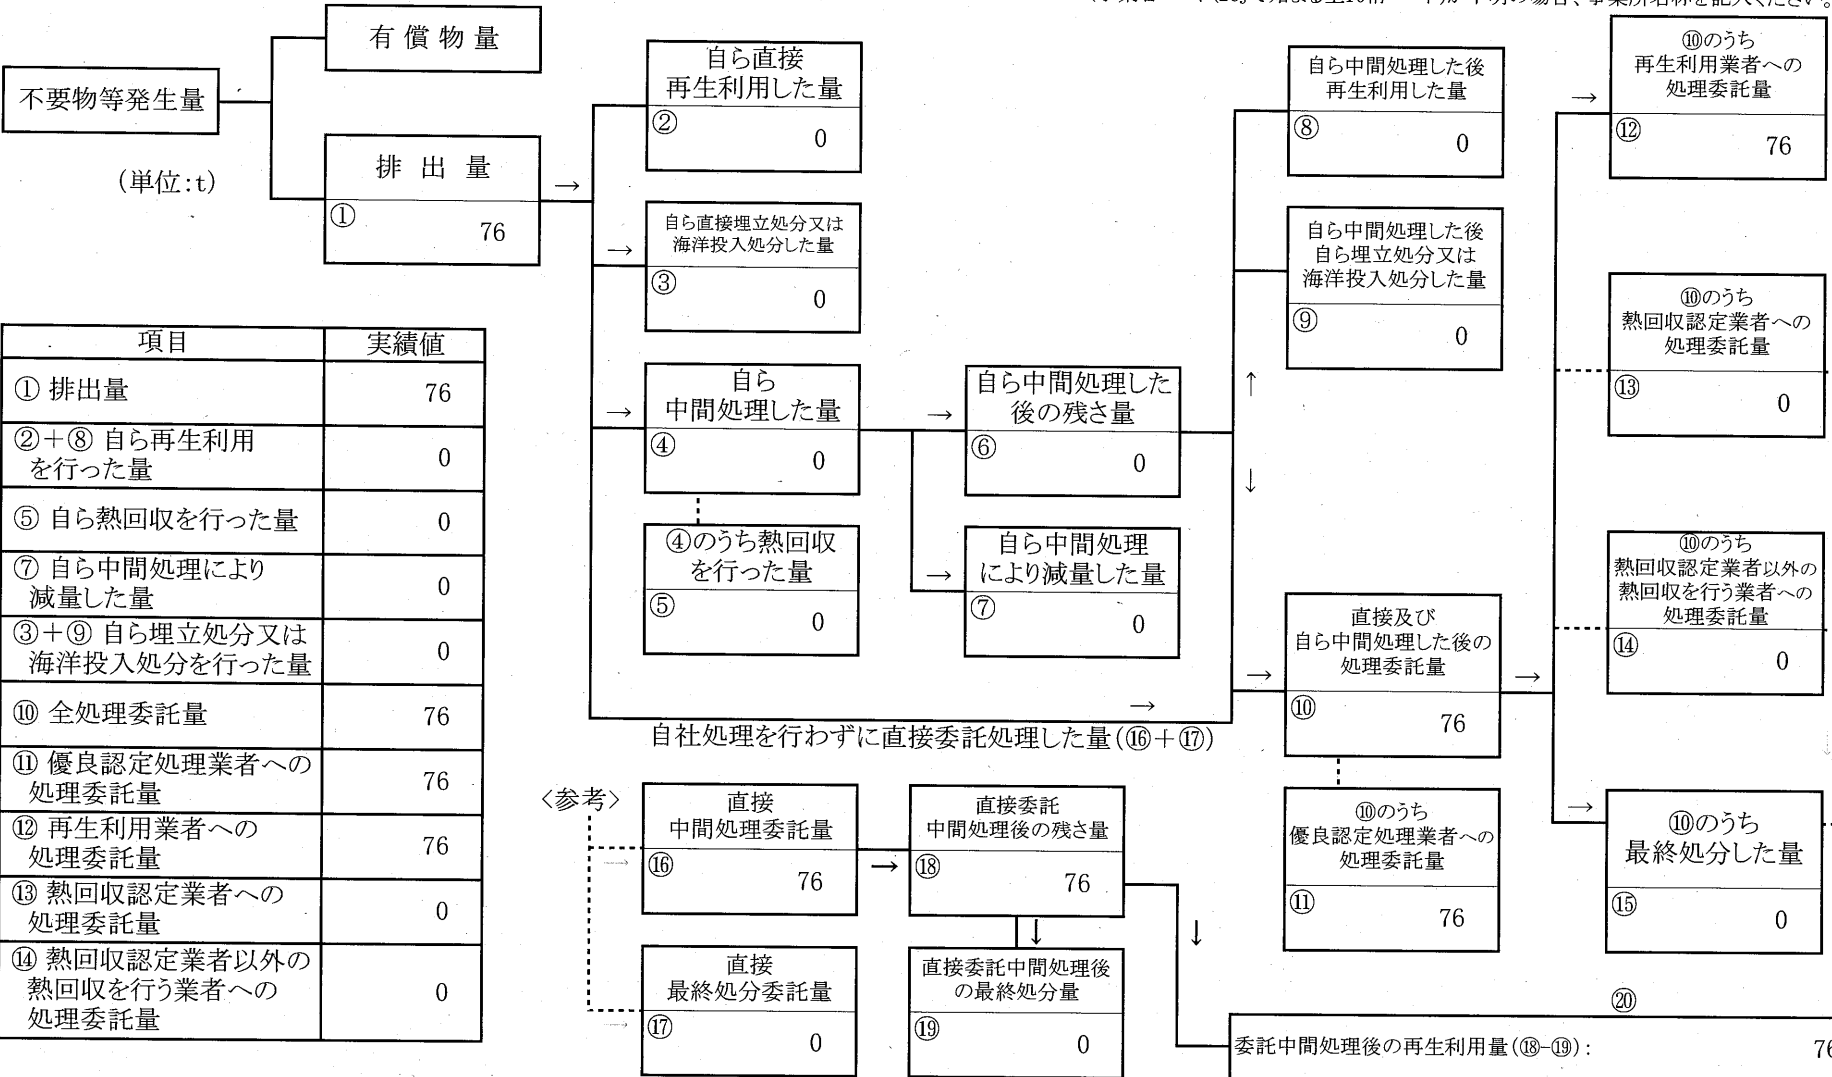 不要物等発生量
(単位:t)
有償物量
排出量
①
76
自ら直接
再生利用した量
②
0
自ら直接埋立処分又は
海洋投入処分した量
③
0
自ら
中間処理した量
④
0
④のうち熱回収
を行った量
⑤
0
自ら中間処理した
後の残さ量
⑥
0
自ら中間処理
により減量した量
⑦
0
自ら中間処理した後
再生利用した量
⑧
0
自ら中間処理した後
自ら埋立処分又は
海洋投入処分した量
⑨
0
直接及び
自ら中間処理した後の
処理委託量
⑩
76
⑩のうち
優良認定処理業者への
処理委託量
⑪
76
⑩のうち
再生利用業者への
処理委託量
⑫
76
⑩のうち
熱回収認定業者への
処理委託量
⑬
0
⑩のうち
熱回収認定業者以外の
熱回収を行う業者への
処理委託量
⑭
0
⑩のうち
最終処分した量
⑮
0
自社処理を行わずに直接委託処理した量(⑯+⑰)
<参考>
直接
中間処理委託量
⑯
76
直接
最終処分委託量
⑰
0
直接委託
中間処理後の残さ量
⑱
76
直接委託中間処理後
の最終処分量
⑲
0
⑳
委託中間処理後の再生利用量(⑱-⑲): 76
項目 実績値
① 排出量 76
②+⑧ 自ら再生利用
を行った量 0
⑤ 自ら熱回収を行った量 0
⑦ 自ら中間処理により
減量した量 0
③+⑨ 自ら埋立処分又は
海洋投入処分を行った量 0
⑩ 全処理委託量 76
⑪ 優良認定処理業者への
処理委託量 76
⑫ 再生利用業者への
処理委託量 76
⑬ 熱回収認定業者への
処理委託量 0
⑭ 熱回収認定業者以外の
熱回収を行う業者への
処理委託量 0